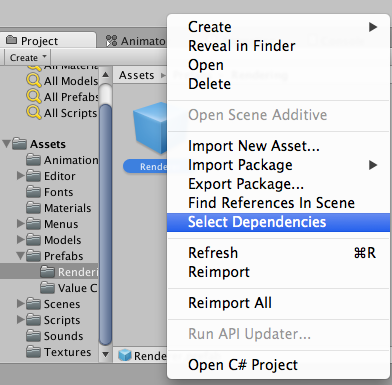 Project
Animato
Create
All Materia
All Models
All Prefabs
All Scripts
Assets
Animation
Editor
Fonts
Materials
Menus
Models
Prefabs
Renderi
Value C
Scenes
Scripts
Sounds
Textures
Assets
Rende
Rende
Create
Reveal in Finder
Open
Delete
Open Scene Additive
Import New Asset...
Import Package
Export Package...
Find References In Scene
Select Dependencies
Refresh ⌘R
Reimport
Reimport All
Run API Updater...
Open C# Project